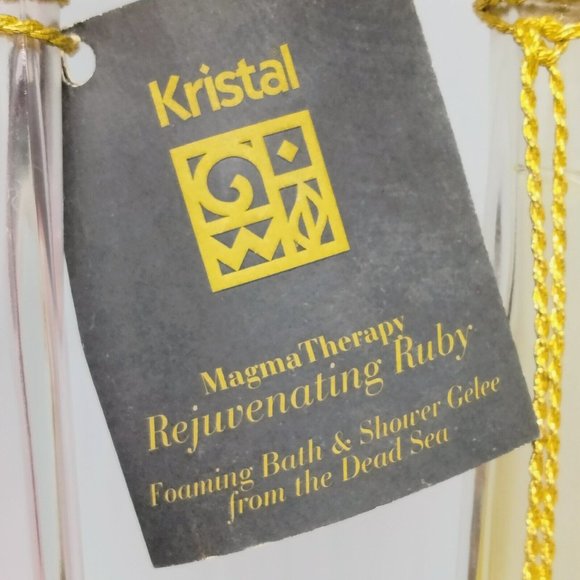 Kristal
MagmaTherapy
Rejuvenating Ruby
Foaming Bath & Shower Gelee
from the Dead Sea